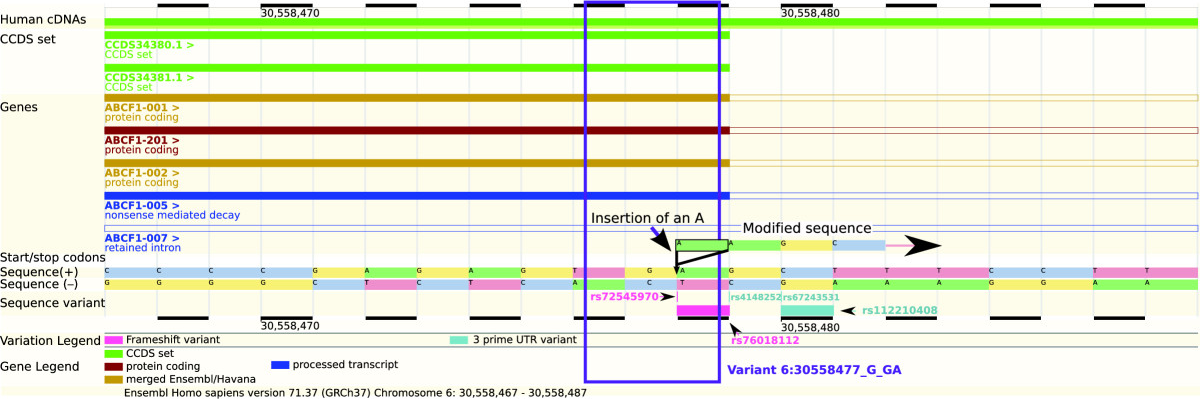 30,558,470 30,558,480
Human cDNAs
CCDS set
CCDS34380.1 >
CCDS set
CCDS34381.1 >
CCDS set
Genes
ABCF1-001 >
protein coding
ABCF1-201 >
protein coding
ABCF1-002 >
protein coding
ABCF1-005 >
nonsense mediated decay
Insertion of an A
Modified sequence
ABCF1-007 >
retained intron
A A G C
Start/stop codons
Sequence(+) C C C C G A G A G T G A G C T T T C C T T
Sequence (–) G G G G C T C T C A C T C G A A A G G A A
Sequence variant
rs72545970 rs4148252 rs67243531
rs112210408
30,558,470 30,558,480
rs76018112
Variation Legend Frameshift variant 3 prime UTR variant
CCDS set
Gene Legend protein coding processed transcript
merged Ensembl/Havana
Variant 6:30558477_G_GA
Ensembl Homo sapiens version 71.37 (GRCh37) Chromosome 6: 30,558,467 - 30,558,487